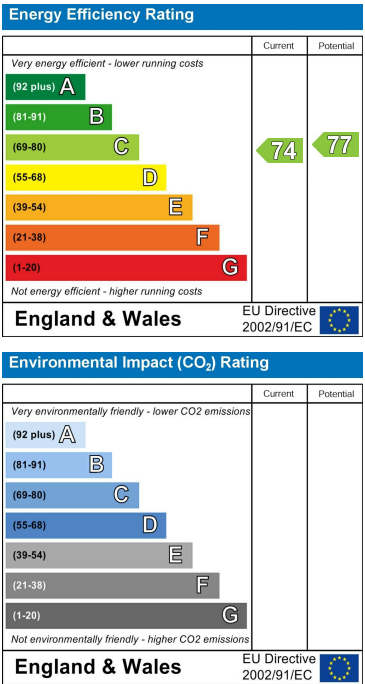 Energy Efficiency Rating
Current Potential
Very energy efficient - lower running costs
(92 plus) A
(81-91) B
(69-80) C
74 77
(55-68) D
(39-54) E
(21-38) F
(1-20) G
Not energy efficient - higher running costs
England & Wales
EU Directive
2002/91/EC
Environmental Impact (CO₂) Rating
Current Potential
Very environmentally friendly - lower CO2 emissions
(92 plus) A
(81-91) B
(69-80) C
(55-68) D
(39-54) E
(21-38) F
(1-20) G
Not environmentally friendly - higher CO2 emissions
England & Wales
EU Directive
2002/91/EC